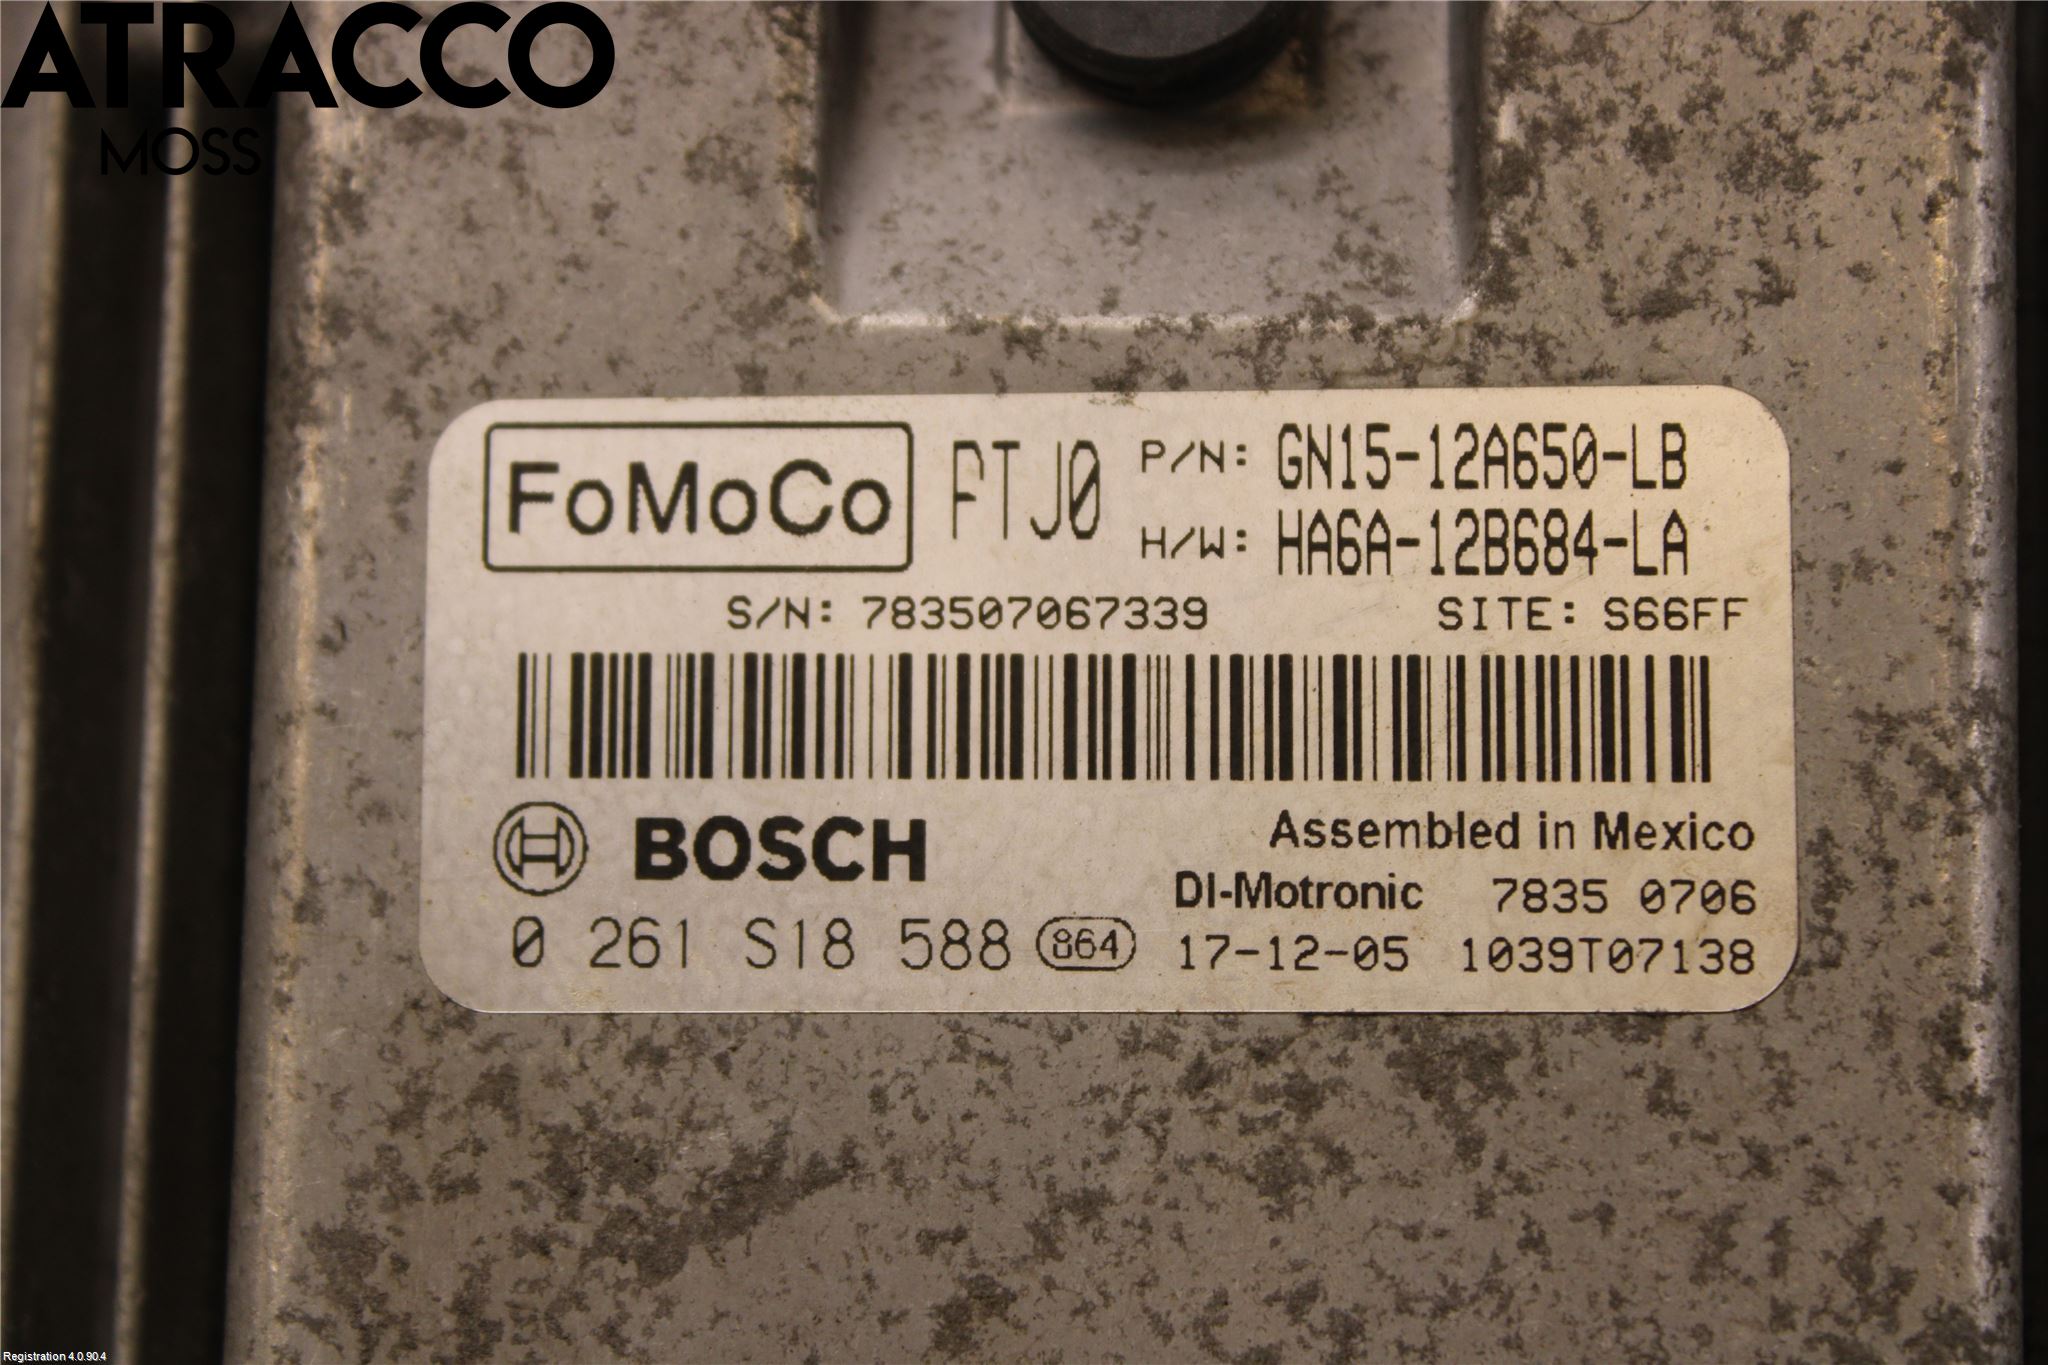 ATRACCO
MOSS
FoMoCo PTJ0 P/N: GN15-12A650-LB
H/W: HA6A-12B684-LA
S/N: 783507067339 SITE: S66FF
BOSCH Assembled in Mexico
DI-Motronic 7835 0706
0 261 S18 588 864 17-12-05 1039T07138
Registration 4.0.90.4